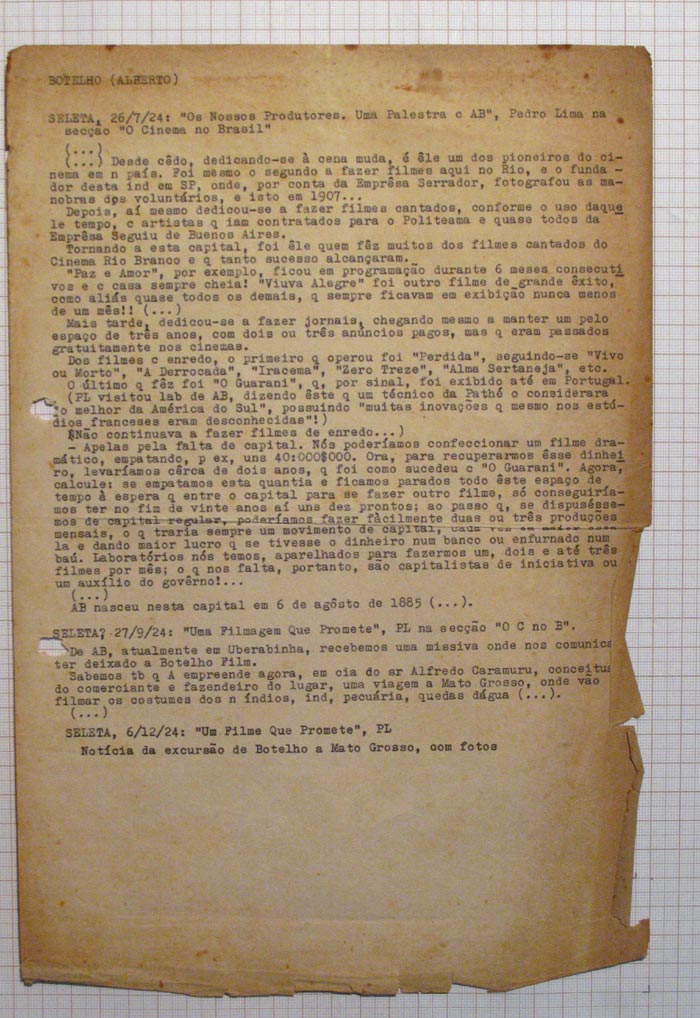 BOTELHO (ALBERTO)
SELETA, 26/7/24: "Os Nossos Produtores. Uma Palestra c AB", Pedro Lima na
secção "O Cinema no Brasil"
(...)
(...) Desde cêdo, dedicando-se à cena muda, é êle um dos pioneiros do ci-
nema em n país. Foi mesmo o segundo a fazer filmes aqui no Rio, e o funda -
dor desta ind em SP, onde, por conta da Emprêsa Serrador, fotografou as ma-
nobras dos voluntários, e isto em 1907...
Depois, aí mesmo dedicou-se a fazer filmes cantados, conforme o uso daque
le tempo, c artistas q iam contratados para o Politeama e quase todos da
Emprêsa Seguiu de Buenos Aires.
Tornando a esta capital, foi êle quem fêz muitos dos filmes cantados do
Cinema Rio Branco e q tanto sucesso alcançaram.
"Paz e Amor", por exemplo, ficou em programação durante 6 meses consecuti
vos e c casa sempre cheia! "Viuva Alegre" foi outro filme de grande êxito,
como aliás quase todos os demais, q sempre ficavam em exibição nunca menos
de um mês!! (...)
Mais tarde, dedicou-se a fazer jornais, chegando mesmo a manter um pelo
espaço de três anos, com dois ou três anúncios pagos, mas q eram passados
gratuitamente nos cinemas.
Dos filmes c enredo, o primeiro q operou foi "Perdida", seguindo-se "Vivo
ou Morto", "A Derrocada", "Iracema", "Zero Treze", "Alma Sertaneja", etc.
O último q fêz foi "O Guarani", q, por sinal, foi exibido até em Portugal.
(PL visitou lab de AB, dizendo êste q um técnico da Pathé o considerara
"o melhor da América do Sul", possuindo "muitas inovações q mesmo nos estú-
dios franceses eram desconhecidas"!)
(Não continuava a fazer filmes de enredo...)
- Apelas pela falta de capital. Nós poderíamos confeccionar um filme dra-
mático, empatando, p ex, uns 40:000$000. Ora, para recuperarmos êsse dinhei
ro, levaríamos cêrca de dois anos, q foi como sucedeu c "O Guarani". Agora,
calcule: se empatamos esta quantia e ficamos parados todo êste espaço de
tempo à espera q entre o capital para se fazer outro filme, só conseguiría-
mos ter no fim de vinte anos aí uns dez prontos; ao passo q, se dispusésse-
mos de capital regular, poderíamos fazer fàcilmente duas ou três produções
mensais, o q traria sempre um movimento de capital,
la e dando maior lucro q se tivesse o dinheiro num banco ou enfurnado num
baú. Laboratórios nós temos, aparelhados para fazermos um, dois e até três
filmes por mês; o q nos falta, portanto, são capitalistas de iniciativa ou
um auxílio do govêrno!...
(...)
AB nasceu nesta capital em 6 de agôsto de 1885 (...).
SELETA? 27/9/24: "Uma Filmagem Que Promete", PL na secção "O C no B".
De AB, atualmente em Uberabinha, recebemos uma missiva onde nos comunica
ter deixado a Botelho Film.
Sabemos tb q A empreende agora, em cia do sr Alfredo Caramuru, conceitua
do comerciante e fazendeiro do lugar, uma viagem a Mato Grosso, onde vão
filmar os costumes dos n índios, ind, pecuária, quedas dágua (...).
(...)
SELETA, 6/12/24: "Um Filme Que Promete", PL
Notícia da excursão de Botelho a Mato Grosso, com fotos